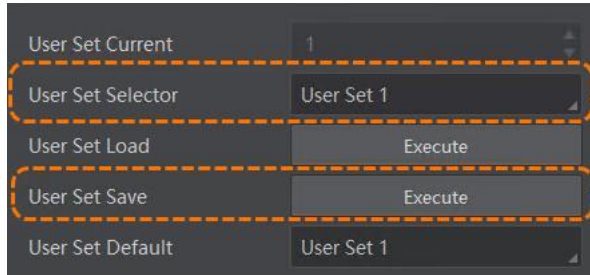 User Set Current 1
User Set Selector User Set 1
User Set Load Execute
User Set Save Execute
User Set Default User Set 1